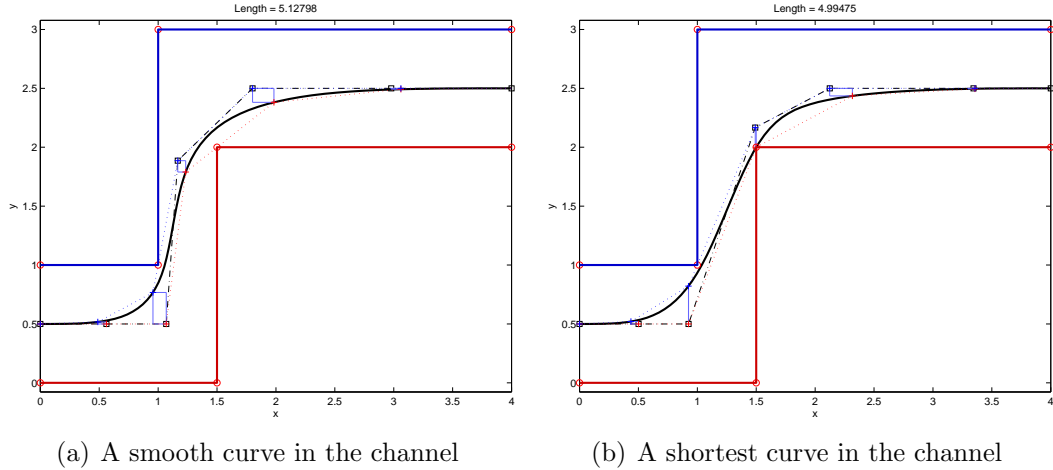 Length = 5.12798
3
2.5
2
1.5
1
0.5
0
y
0 0.5 1 1.5 2 2.5 3 3.5 4
x
(a) A smooth curve in the channel
Length = 4.99475
3
2.5
2
1.5
1
0.5
0
y
0 0.5 1 1.5 2 2.5 3 3.5 4
x
(b) A shortest curve in the channel